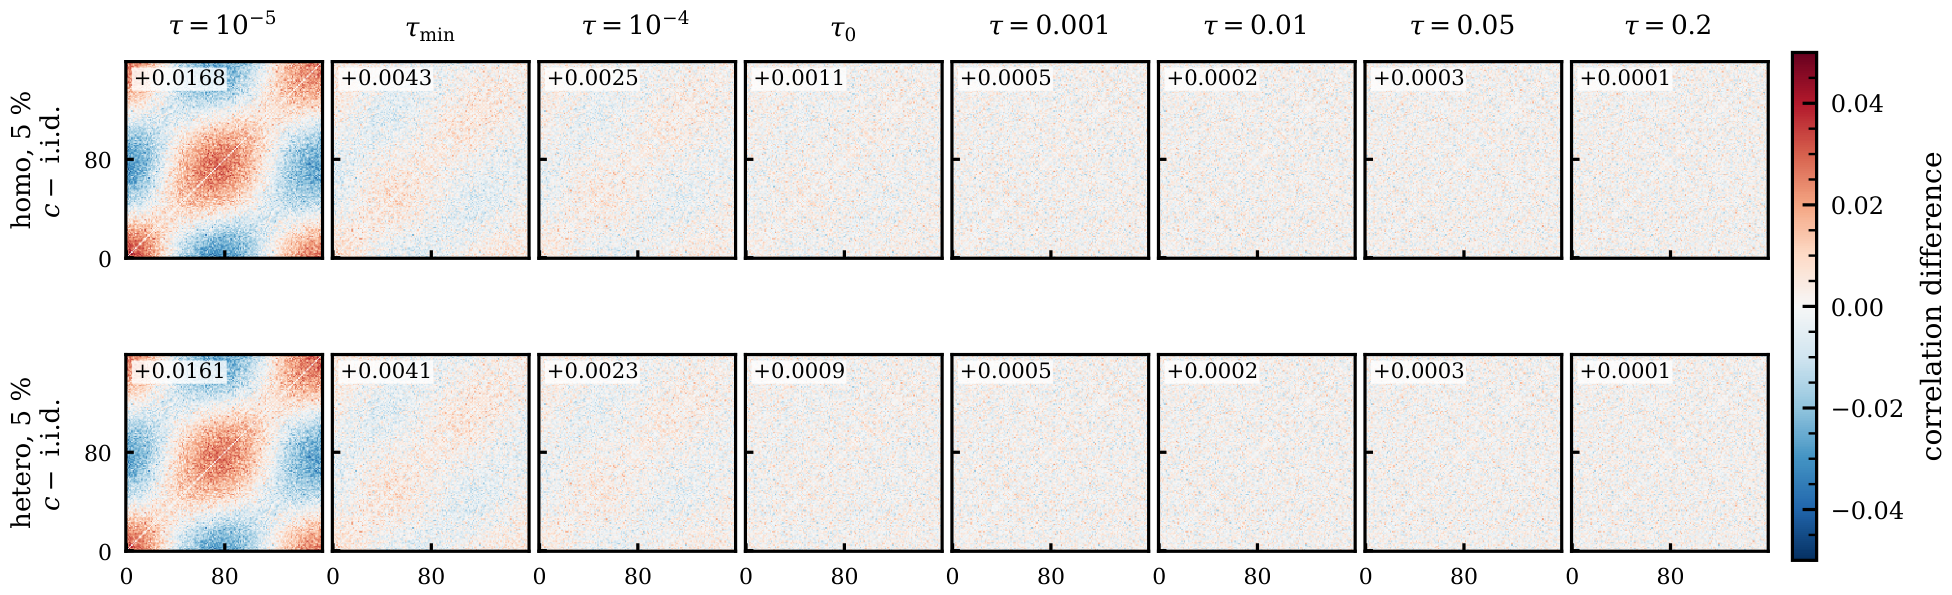 τ = 10⁻⁵ τ_min τ = 10⁻⁴ τ₀ τ = 0.001 τ = 0.01 τ = 0.05 τ = 0.2
homo, 5 %
c − i.i.d.
+0.0168 +0.0043 +0.0025 +0.0011 +0.0005 +0.0002 +0.0003 +0.0001
80
0
hetero, 5 %
c − i.i.d.
+0.0161 +0.0041 +0.0023 +0.0009 +0.0005 +0.0002 +0.0003 +0.0001
80
0
0 80 0 80 0 80 0 80 0 80 0 80 0 80 0 80
0.04
0.02
0.00
−0.02
−0.04
correlation difference